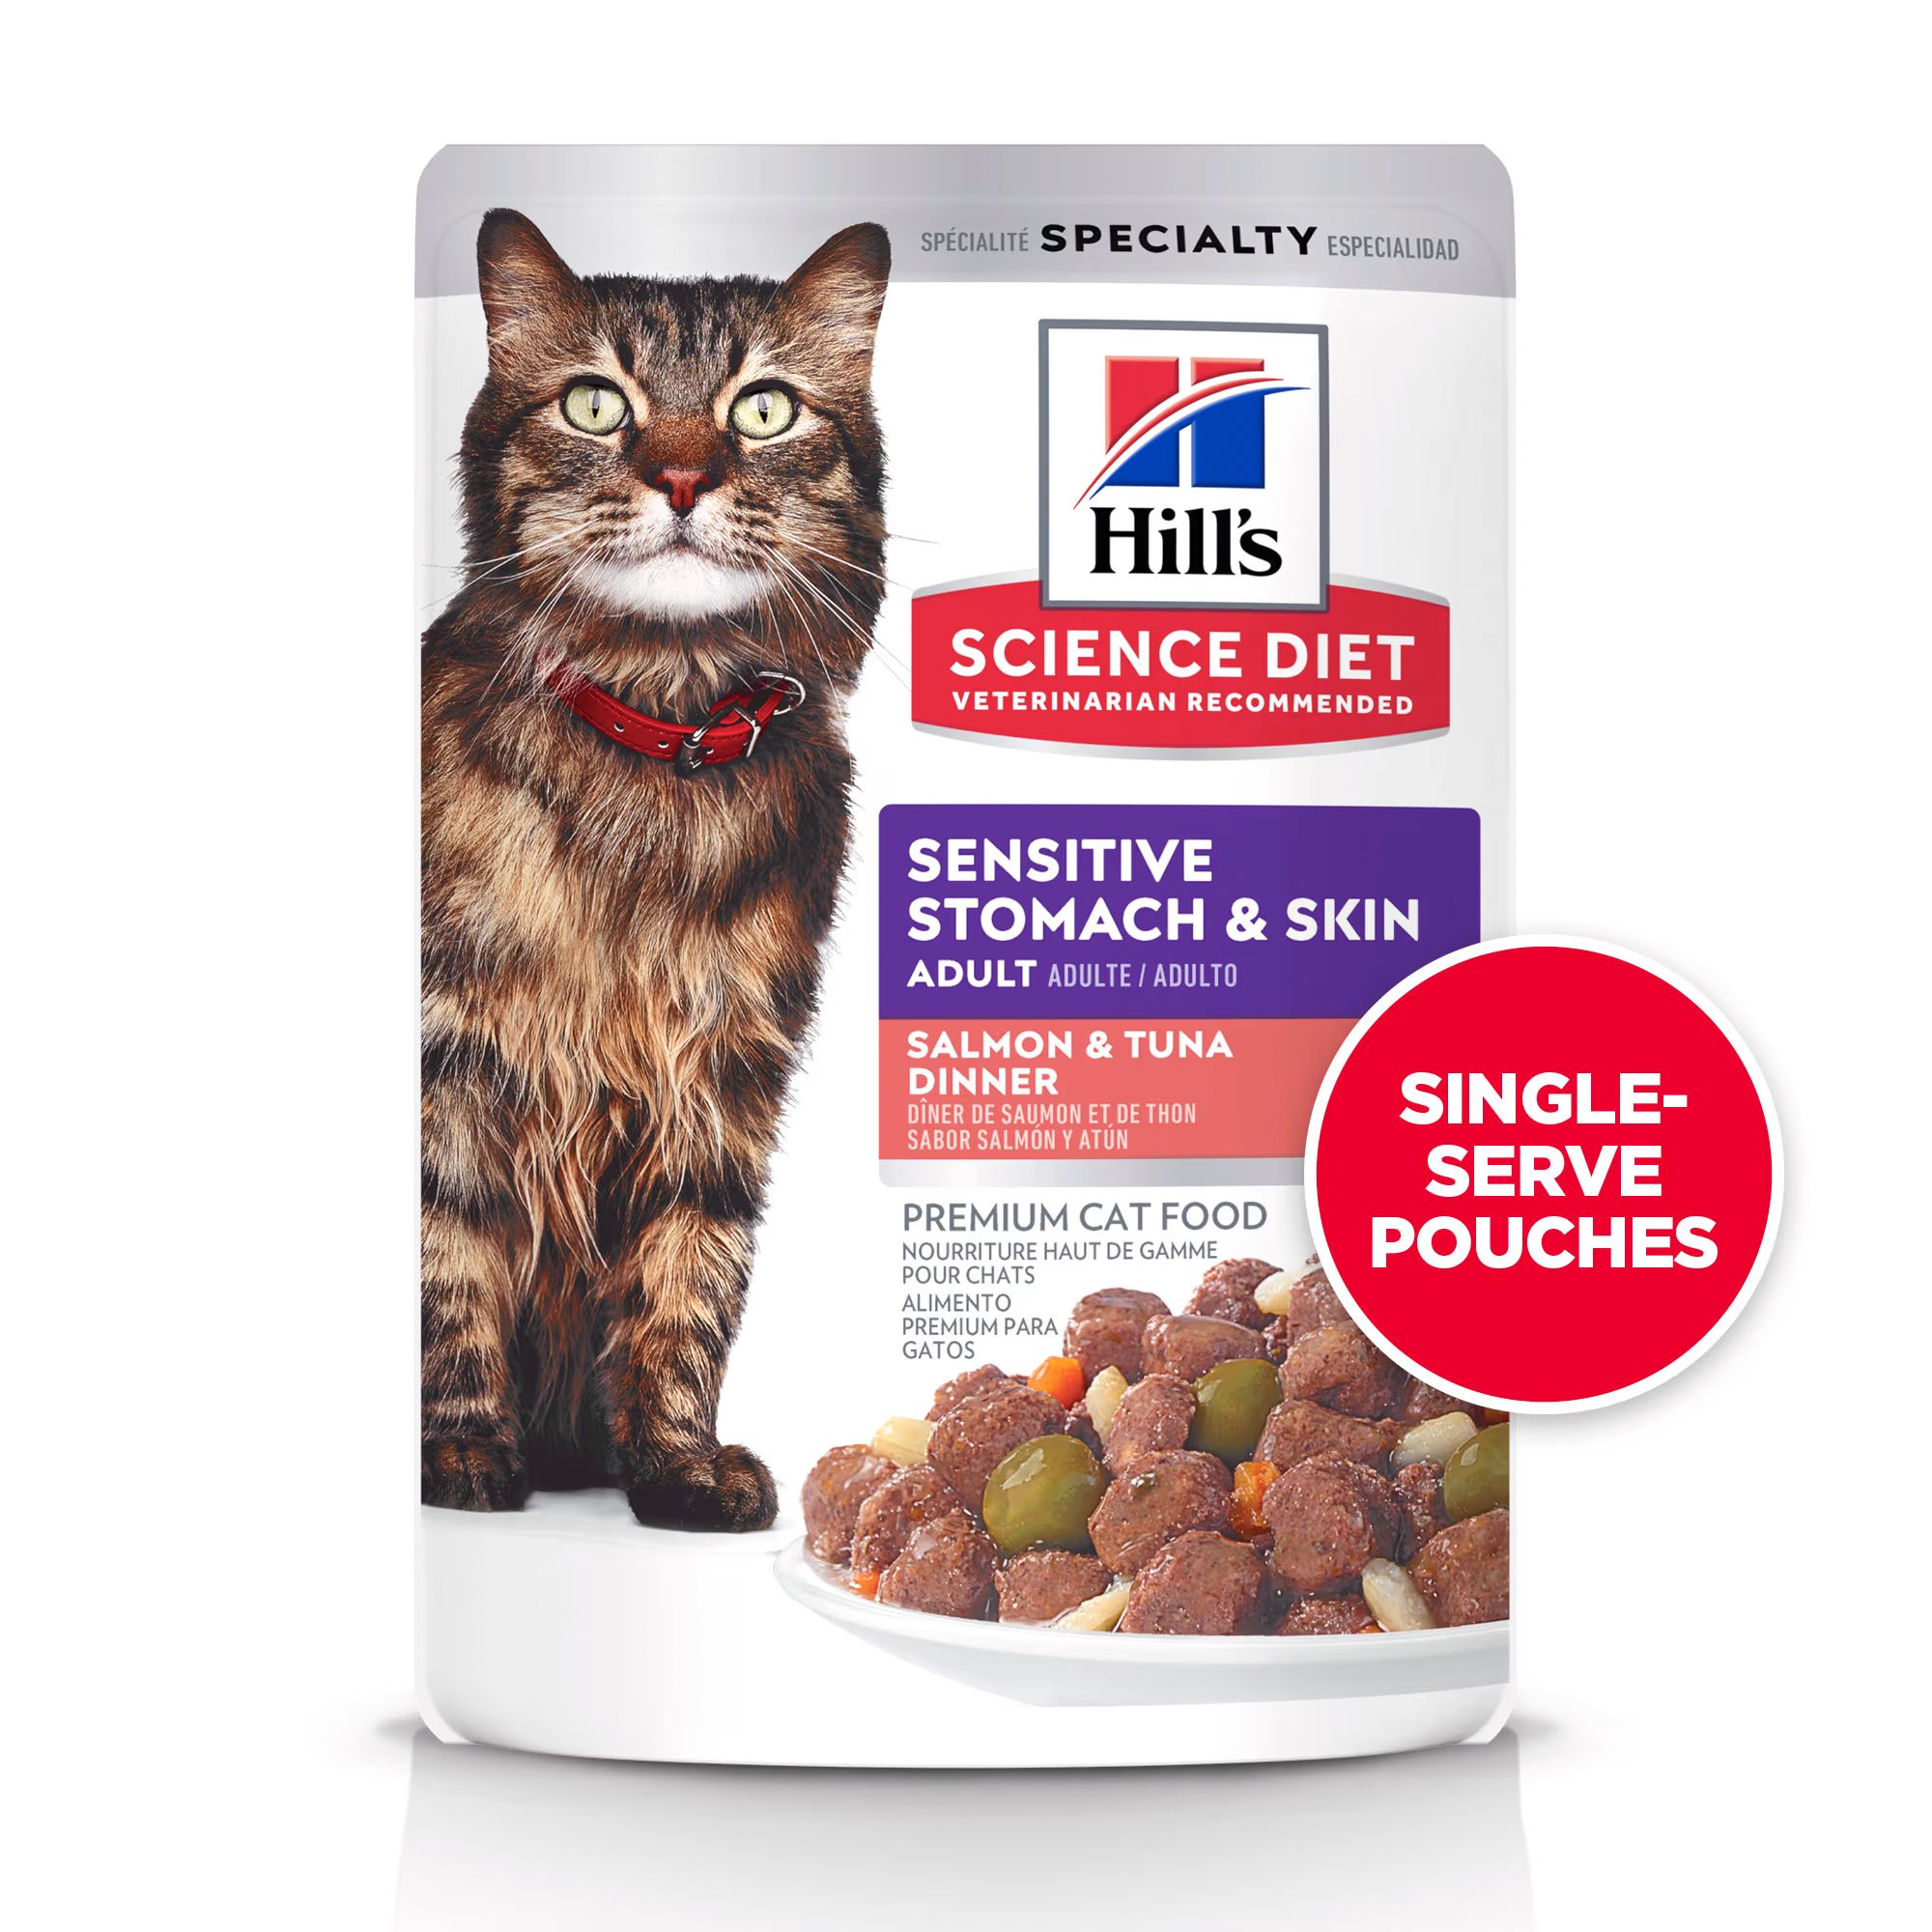 SPÉCIALITÉ SPECIALTY ESPECIALIDAD
Hill's
SCIENCE DIET
VETERINARIAN RECOMMENDED
SENSITIVE
STOMACH & SKIN
ADULT ADULTE / ADULTO
SALMON & TUNA
DINNER
DÎNER DE SAUMON ET DE THON
SABOR SALMÓN Y ATÚN
SINGLE-
SERVE
POUCHES
PREMIUM CAT FOOD
NOURRITURE HAUT DE GAMME
POUR CHATS
ALIMENTO
PREMIUM PARA
GATOS